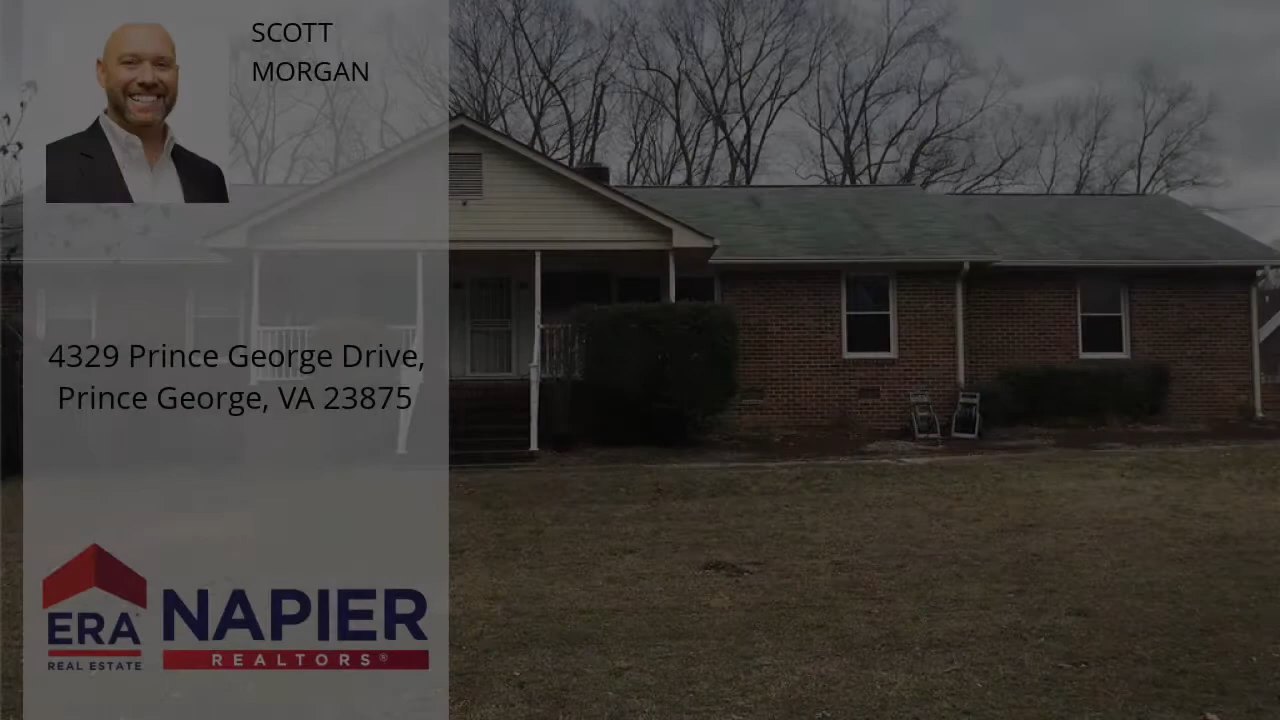 SCOTT
MORGAN
4329 Prince George Drive,
Prince George, VA 23875
ERA
REAL ESTATE
NAPIER
REALTORS®